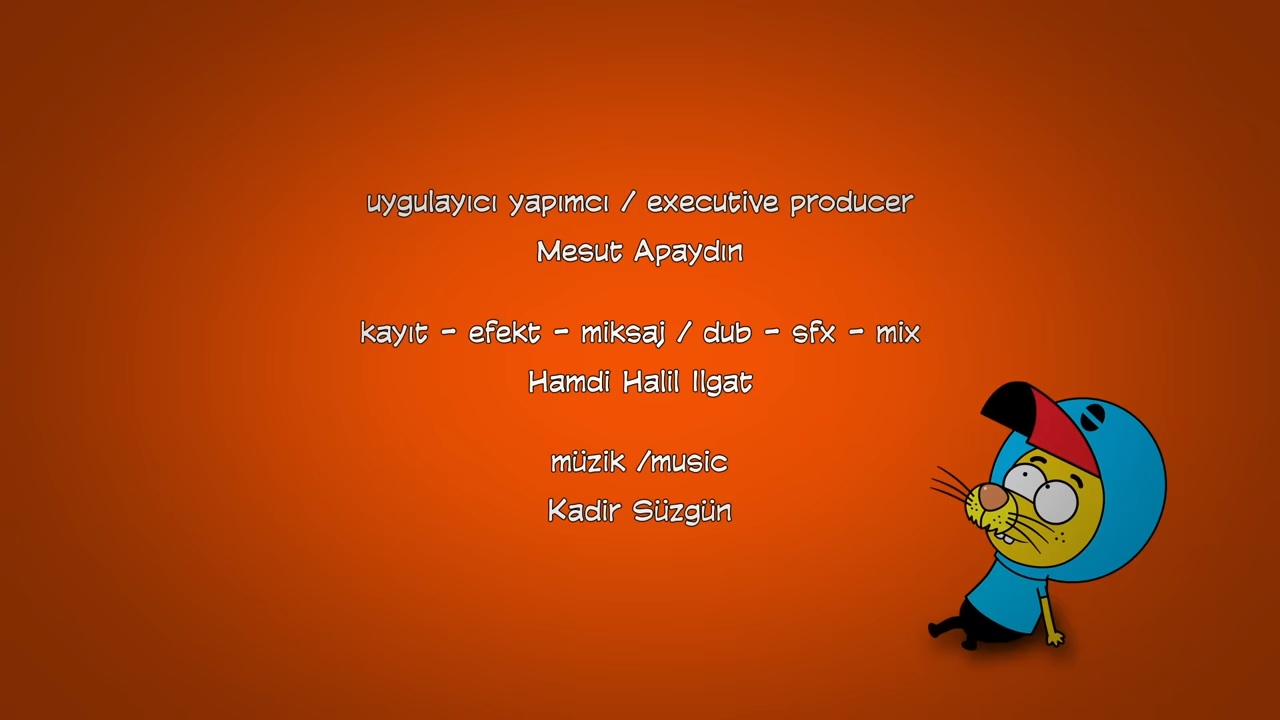 uygulayıcı yapımcı / executive producer
Mesut Apaydın
kayıt - efekt - miksaj / dub - sfx - mix
Hamdi Halil Ilgat
müzik /music
Kadir Süzgün